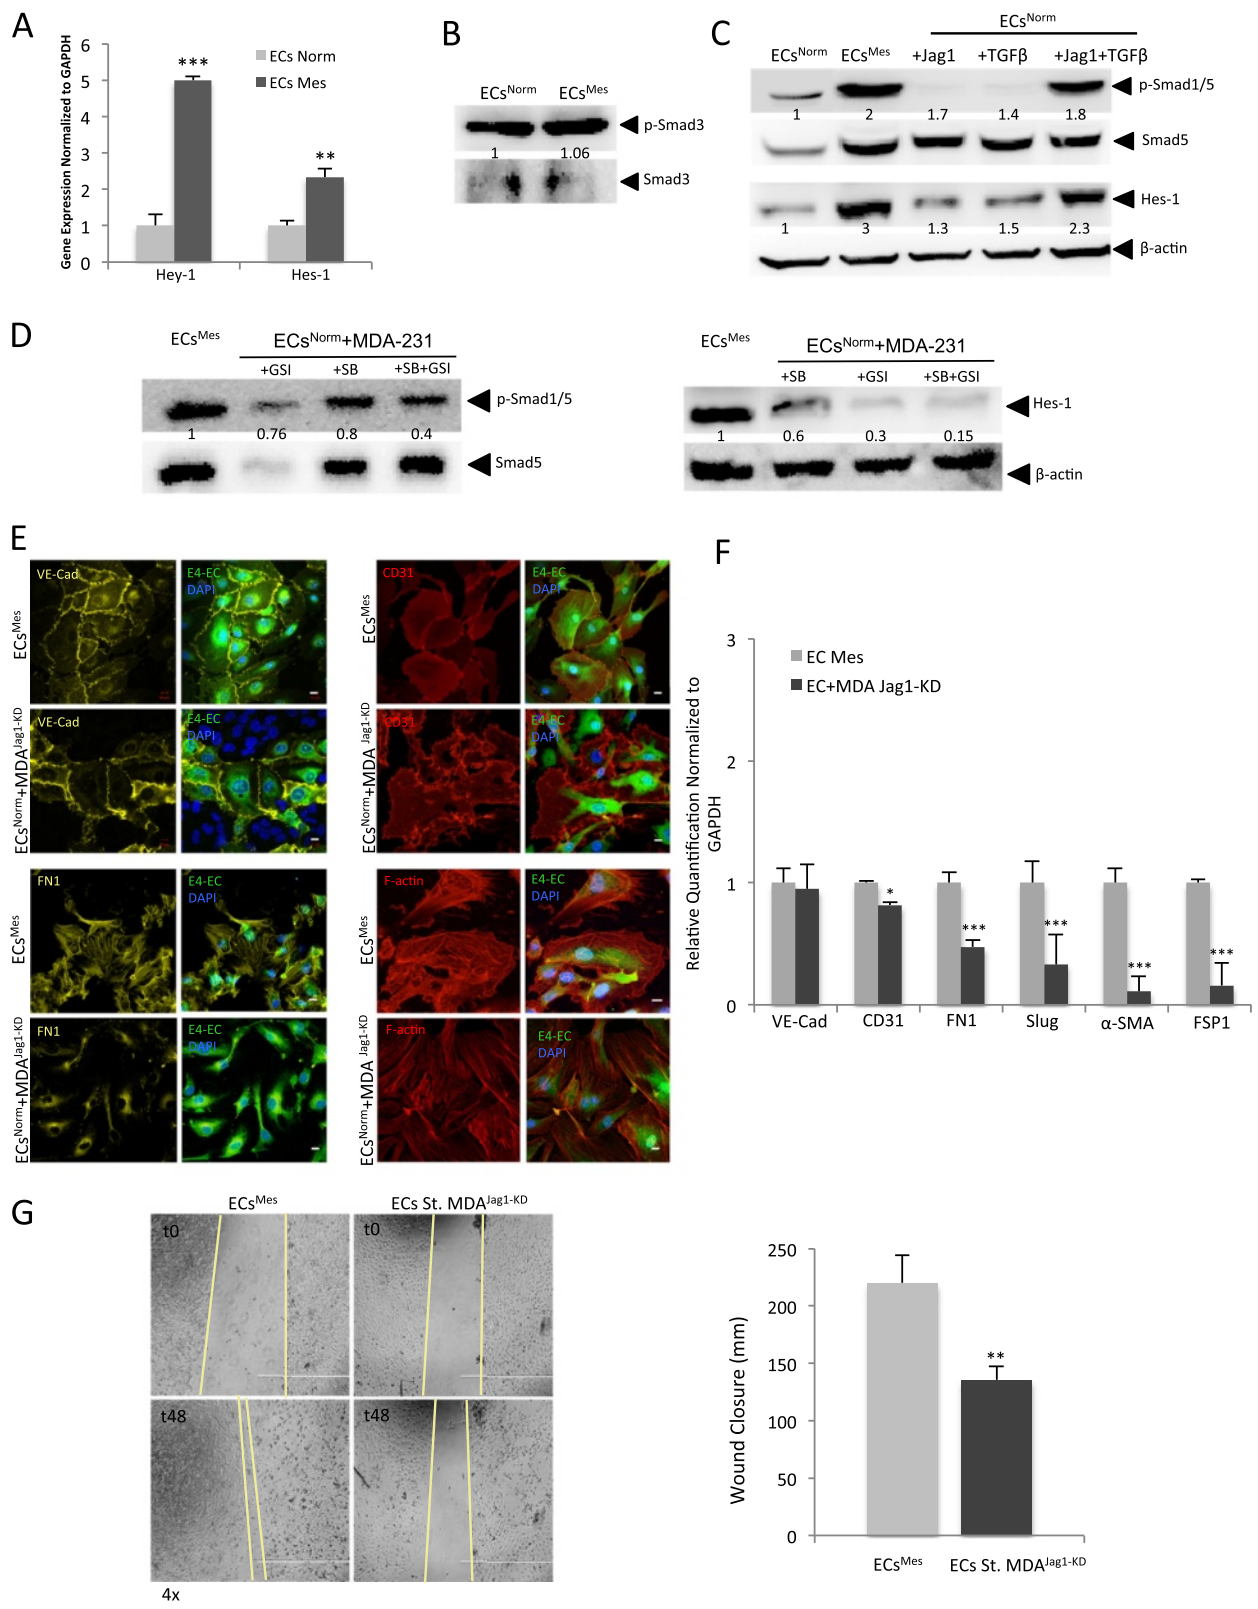 A
Gene Expression Normalized to GAPDH
6
5
4
3
2
1
0
***
**
ECs Norm
ECs Mes
Hey-1
Hes-1
B
ECsNorm ECsMes
p-Smad3
1 1.06
Smad3
C
ECsNorm
ECsNorm ECsMes +Jag1 +TGFβ +Jag1+TGFβ
p-Smad1/5
1 2 1.7 1.4 1.8
Smad5
Hes-1
1 3 1.3 1.5 2.3
β-actin
D
ECsMes ECsNorm+MDA-231
+GSI +SB +SB+GSI
p-Smad1/5
1 0.76 0.8 0.4
Smad5
ECsMes ECsNorm+MDA-231
+SB +GSI +SB+GSI
Hes-1
1 0.6 0.3 0.15
β-actin
E
ECsMes
VE-Cad
E4-EC
DAPI
ECsMes
CD31
E4-EC
DAPI
ECsNorm+MDAJag1-KD
VE-Cad
E4-EC
DAPI
ECsNorm+MDAJag1-KD
CD31
E4-EC
DAPI
ECsMes
FN1
E4-EC
DAPI
ECsMes
F-actin
E4-EC
DAPI
ECsNorm+MDAJag1-KD
FN1
E4-EC
DAPI
ECsNorm+MDA Jag1-KD
F-actin
E4-EC
DAPI
F
Relative Quantification Normalized to
GAPDH
3
2
1
0
EC Mes
EC+MDA Jag1-KD
*
***
***
***
***
VE-Cad CD31 FN1 Slug α-SMA FSP1
G
ECsMes ECs St. MDAJag1-KD
t0 t0
t48 t48
4x
Wound Closure (mm)
250
200
150
100
50
0
**
ECsMes ECs St. MDAJag1-KD